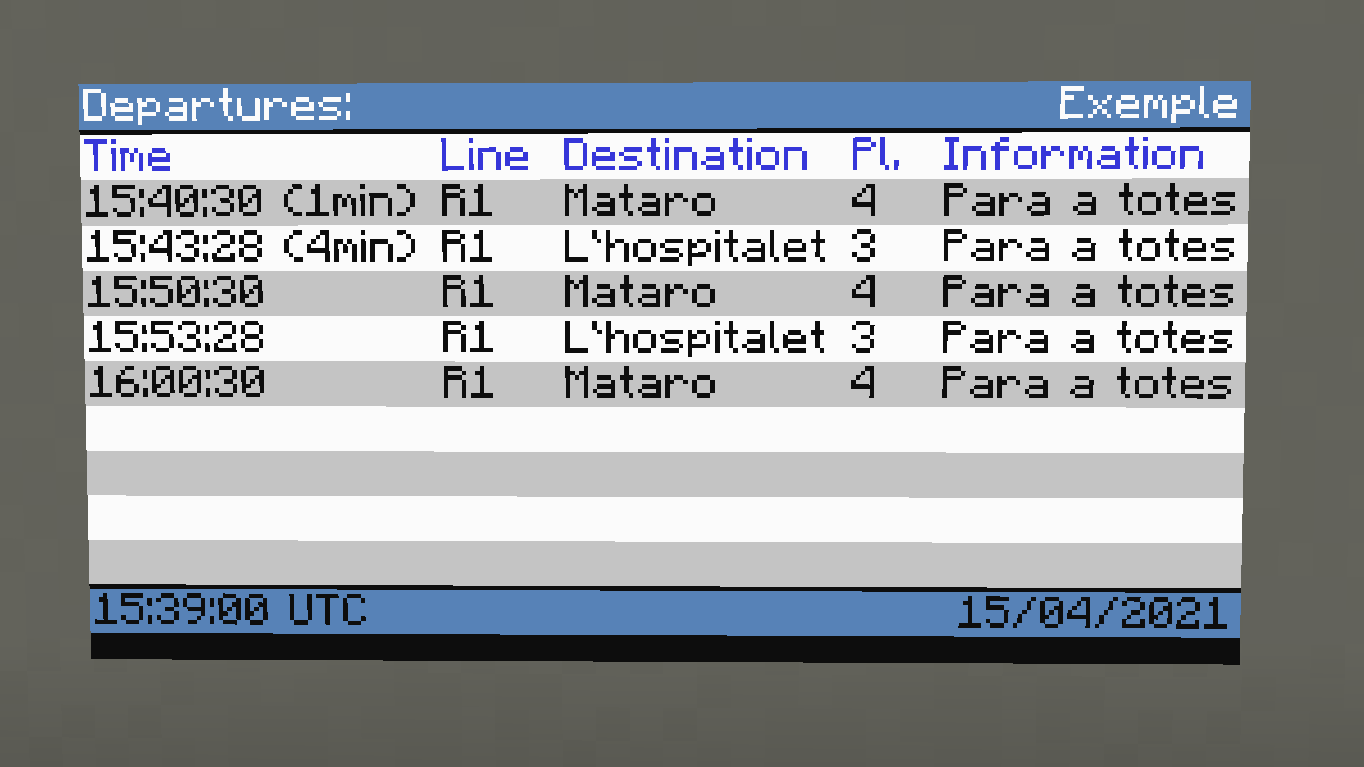 Departures: Exemple
Time Line Destination Pl. Information
15:40:30 (1min) R1 Mataro 4 Para a totes
15:43:28 (4min) R1 L'hospitalet 3 Para a totes
15:50:30 R1 Mataro 4 Para a totes
15:53:28 R1 L'hospitalet 3 Para a totes
16:00:30 R1 Mataro 4 Para a totes
15:39:00 UTC 15/04/2021